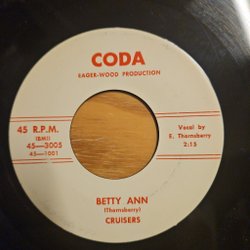 CODA
EAGER-WOOD PRODUCTION
45 R.P.M.
(BMI)
45-3005
45-1001
Vocal by
E. Thornsberry
2:15
BETTY ANN
(Thornsberry)
CRUISERS